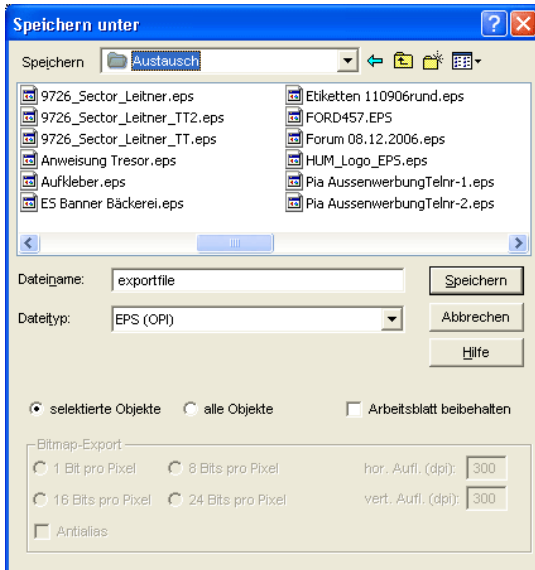 Speichern unter
Speichern Austausch
9726_Sector_Leitner.eps
9726_Sector_Leitner_TT2.eps
9726_Sector_Leitner_TT.eps
Anweisung Tresor.eps
Aufkleber.eps
ES Banner Bäckerei.eps
Etiketten 110906rund.eps
FORD457.EPS
Forum 08.12.2006.eps
HUM_Logo_EPS.eps
Pia AussenwerbungTelnr-1.eps
Pia AussenwerbungTelnr-2.eps
Dateiname: exportfile Speichern
Dateityp: EPS (OPI) Abbrechen
Hilfe
selektierte Objekte alle Objekte Arbeitsblatt beibehalten
Bitmap-Export
1 Bit pro Pixel 8 Bits pro Pixel hor. Aufl. (dpi): 300
16 Bits pro Pixel 24 Bits pro Pixel vert. Aufl. (dpi): 300
Antialias